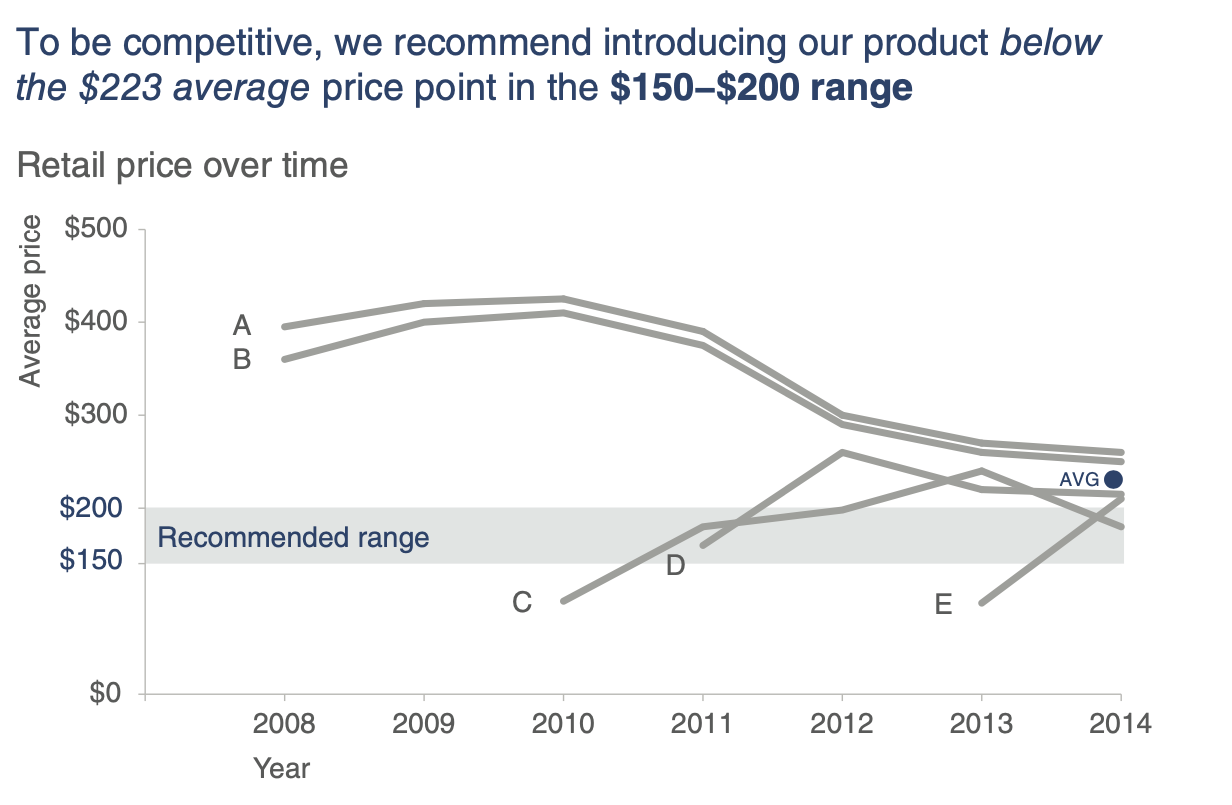 To be competitive, we recommend introducing our product below
the $223 average price point in the $150–$200 range
Retail price over time
Average price
$500
$400
$300
$200
$150
$0
A
B
AVG
Recommended range
D
C
E
2008 2009 2010 2011 2012 2013 2014
Year